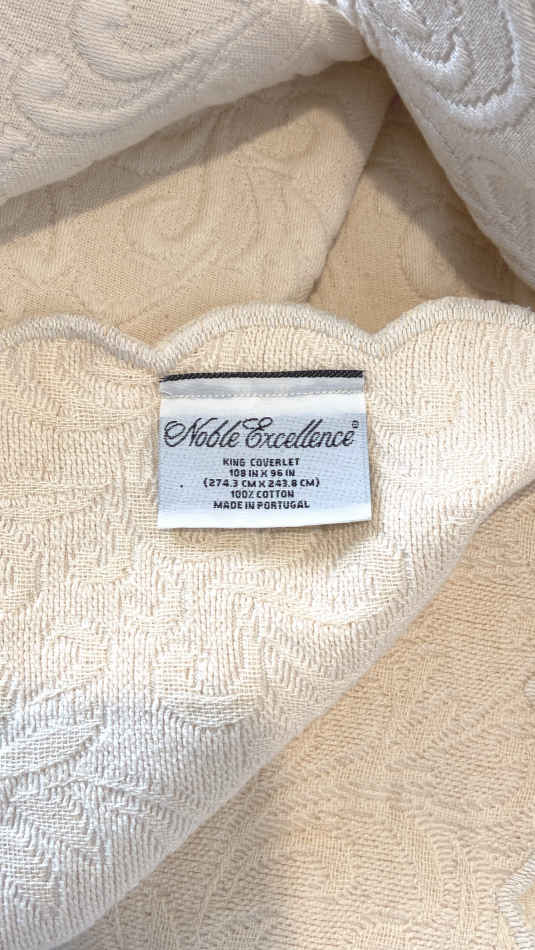 Noble Excellence®
KING COVERLET
108 IN X 96 IN
(274.3 CM X 243.8 CM)
100% COTTON
MADE IN PORTUGAL